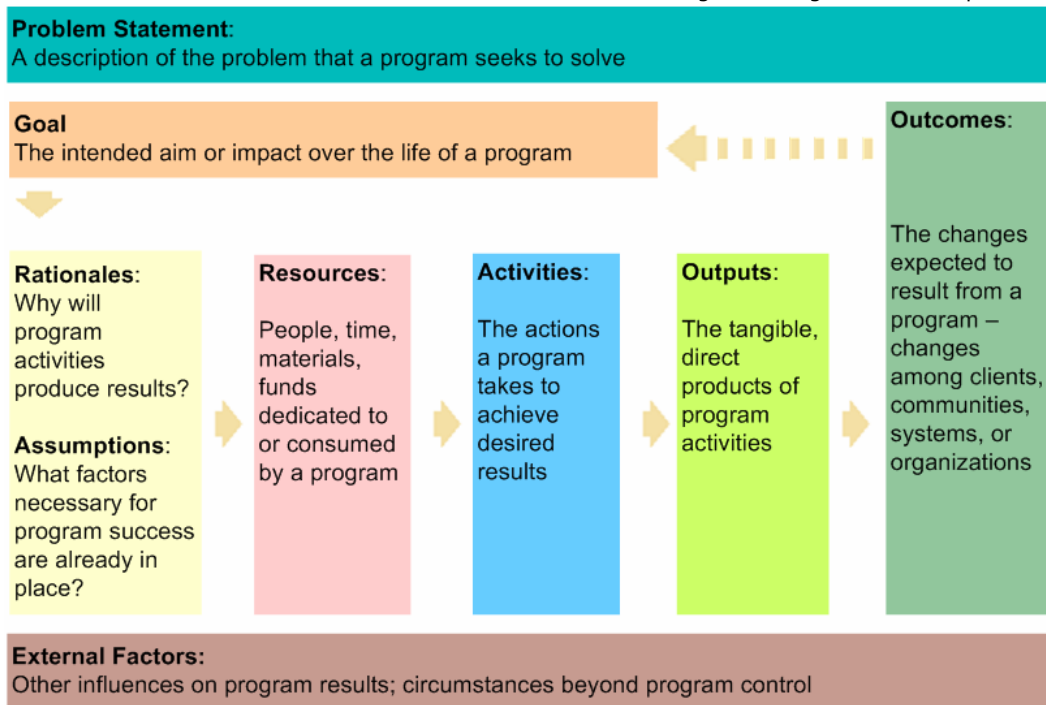 Problem Statement:
A description of the problem that a program seeks to solve
Goal
The intended aim or impact over the life of a program
Rationales:
Why will
program
activities
produce results?
Assumptions:
What factors
necessary for
program success
are already in
place?
Resources:
People, time,
materials,
funds
dedicated to
or consumed
by a program
Activities:
The actions
a program
takes to
achieve
desired
results
Outputs:
The tangible,
direct
products of
program
activities
Outcomes:
The changes
expected to
result from a
program –
changes
among clients,
communities,
systems, or
organizations
External Factors:
Other influences on program results; circumstances beyond program control